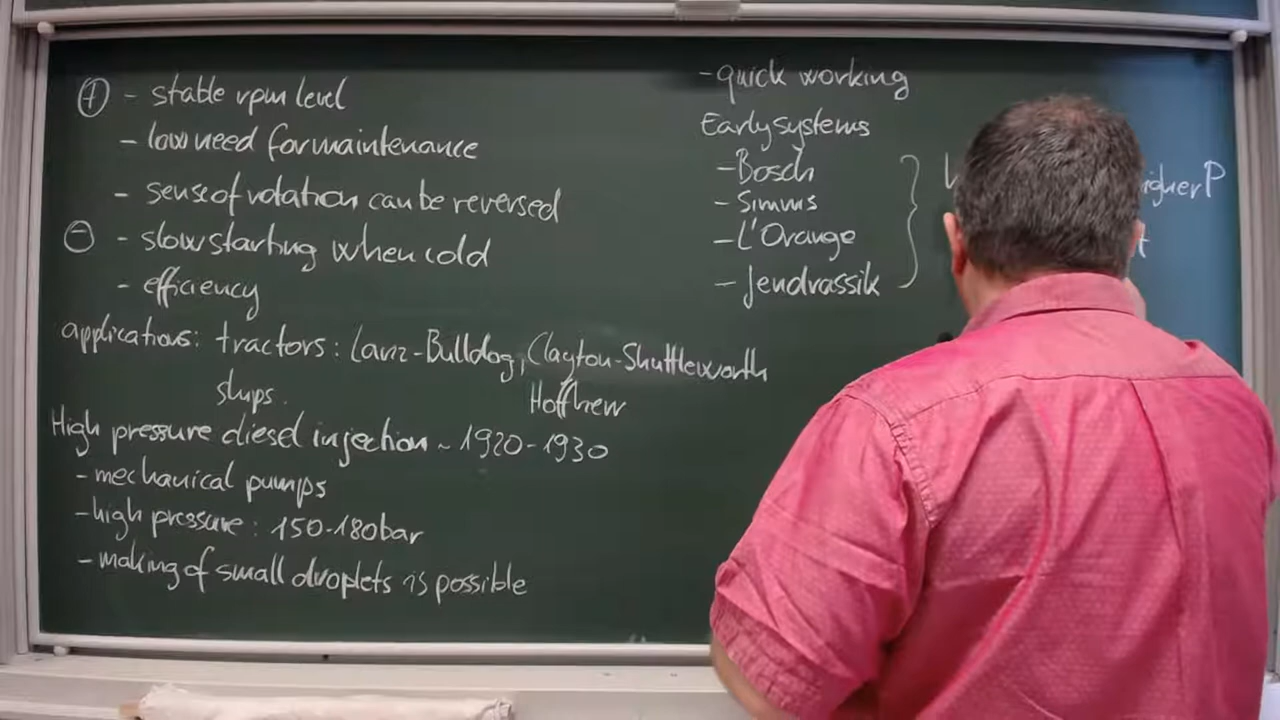 ⊕ - stable rpm level
- low need for maintenance
- sense of rotation can be reversed
⊖ - slow starting when cold
- efficiency
applications: tractors: Lanz-Bulldog, Clayton-Shuttleworth
ships. Hofherr
High pressure diesel injection ~ 1920-1930
- mechanical pumps
- high pressure: 150-180bar
- making of small droplets is possible
- quick working
Early systems
- Bosch
- Simms
- L'Orange
- Jendrassik
P